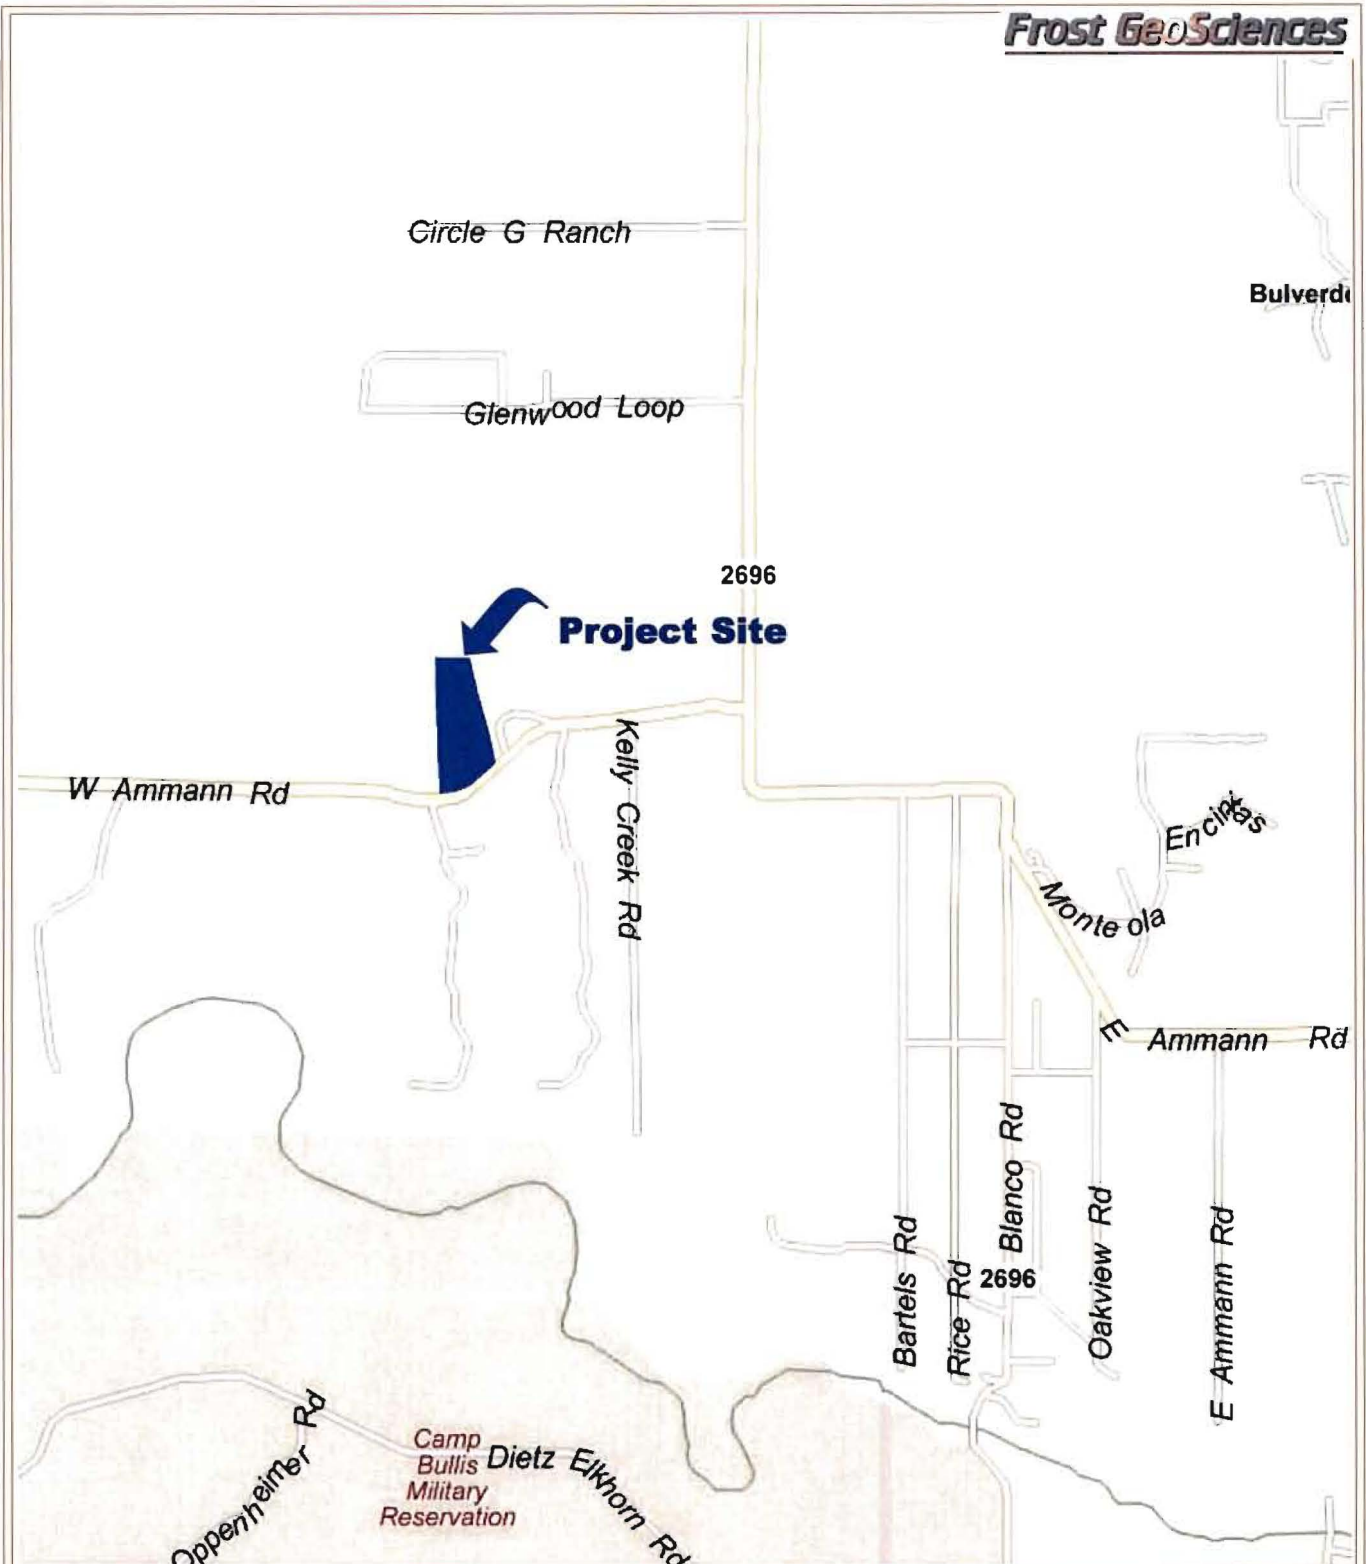 Frost GeoSciences
Circle G Ranch
Bulverd
Glenwood Loop
2696
Project Site
Kelly Creek Rd
W Ammann Rd
Encinitas
Monte ola
E Ammann Rd
Blanco Rd
Oakview Rd
Bartels Rd
E Ammann Rd
Rice Rd
2696
Oppenheimer Rd
Camp
Bullis
Military
Reservation
Dietz Elkhorn Rd